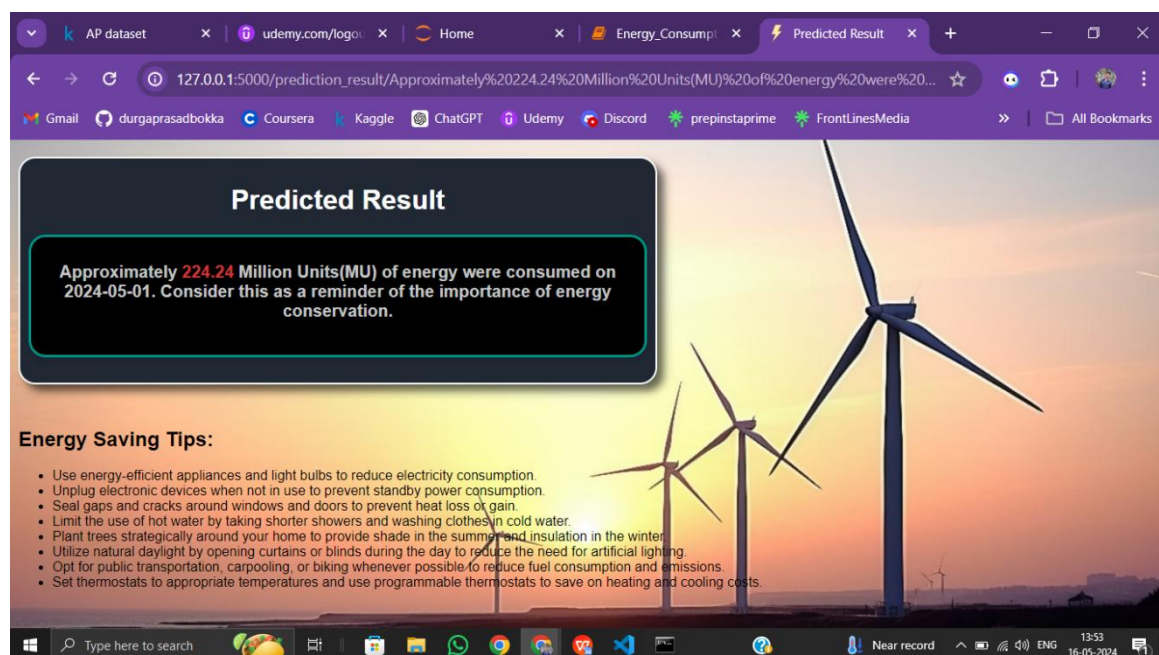 AP dataset
udemy.com/logou
Home
Energy_Consumpt
Predicted Result
127.0.0.1:5000/prediction_result/Approximately%20224.24%20Million%20Units(MU)%20of%20energy%20were%20...
Gmail durgaprasadbokka Coursera Kaggle ChatGPT Udemy Discord prepinstaprime FrontLinesMedia » All Bookmarks
Predicted Result
Approximately 224.24 Million Units(MU) of energy were consumed on
2024-05-01. Consider this as a reminder of the importance of energy
conservation.
Energy Saving Tips:
• Use energy-efficient appliances and light bulbs to reduce electricity consumption.
• Unplug electronic devices when not in use to prevent standby power consumption.
• Seal gaps and cracks around windows and doors to prevent heat loss or gain.
• Limit the use of hot water by taking shorter showers and washing clothes in cold water.
• Plant trees strategically around your home to provide shade in the summer and insulation in the winter.
• Utilize natural daylight by opening curtains or blinds during the day to reduce the need for artificial lighting.
• Opt for public transportation, carpooling, or biking whenever possible to reduce fuel consumption and emissions.
• Set thermostats to appropriate temperatures and use programmable thermostats to save on heating and cooling costs.
Type here to search
Near record
ENG
13:53
16-05-2024